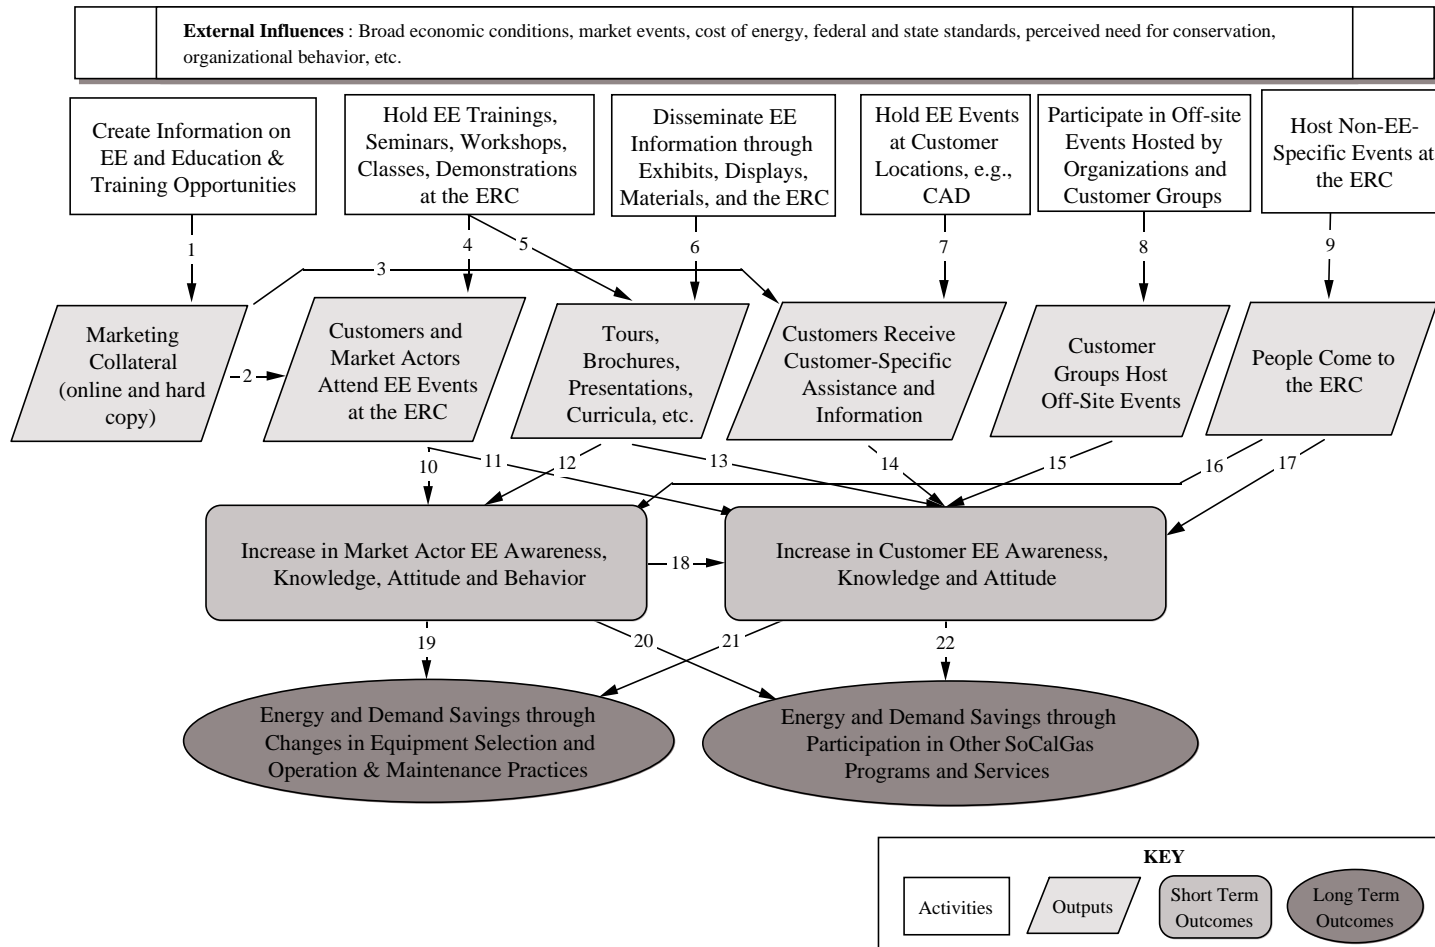 External Influences : Broad economic conditions, market events, cost of energy, federal and state standards, perceived need for conservation,
organizational behavior, etc.
Create Information on
EE and Education &
Training Opportunities
Hold EE Trainings,
Seminars, Workshops,
Classes, Demonstrations
at the ERC
Disseminate EE
Information through
Exhibits, Displays,
Materials, and the ERC
Hold EE Events
at Customer
Locations, e.g.,
CAD
Participate in Off-site
Events Hosted by
Organizations and
Customer Groups
Host Non-EE-
Specific Events at
the ERC
1
4
5
6
7
8
9
3
Marketing
Collateral
(online and hard
copy)
2
Customers and
Market Actors
Attend EE Events
at the ERC
Tours,
Brochures,
Presentations,
Curricula, etc.
Customers Receive
Customer-Specific
Assistance and
Information
Customer
Groups Host
Off-Site Events
People Come to
the ERC
10
11
12
13
14
15
16
17
Increase in Market Actor EE Awareness,
Knowledge, Attitude and Behavior
18
Increase in Customer EE Awareness,
Knowledge and Attitude
19
20
21
22
Energy and Demand Savings through
Changes in Equipment Selection and
Operation & Maintenance Practices
Energy and Demand Savings through
Participation in Other SoCalGas
Programs and Services
KEY
Activities
Outputs
Short Term
Outcomes
Long Term
Outcomes